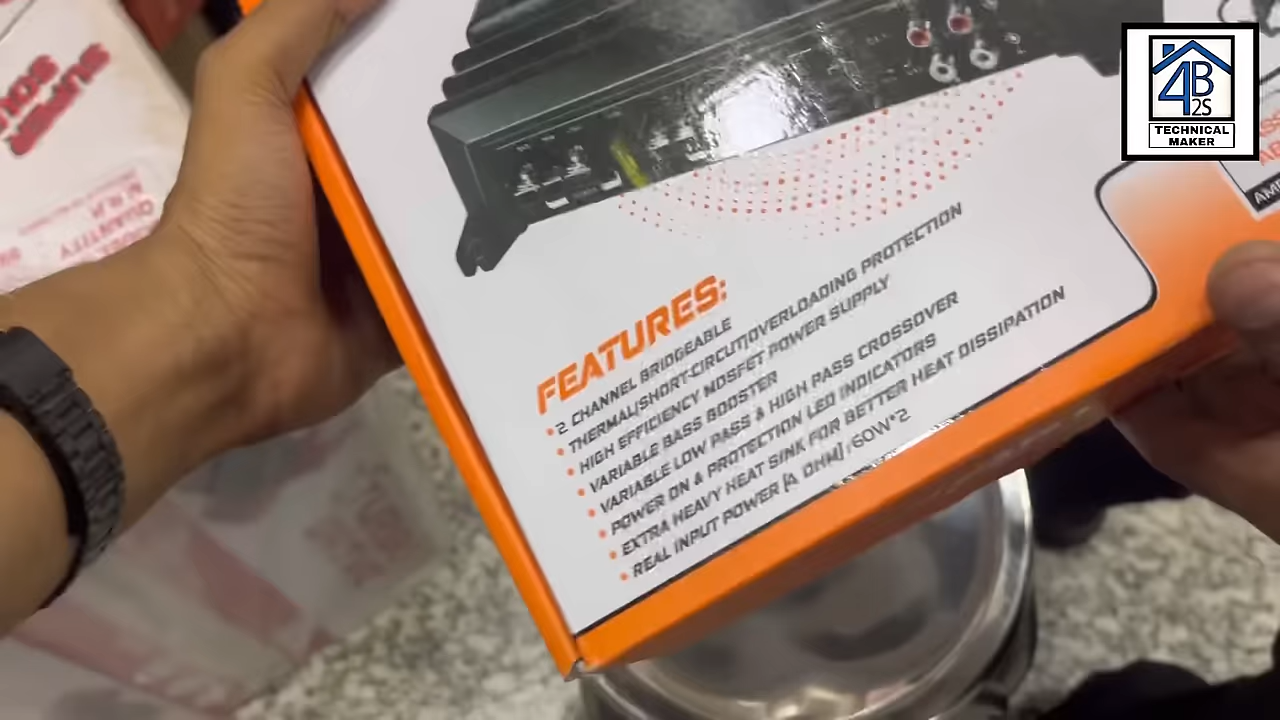 SUPER
4B
2S
TECHNICAL
MAKER
QUANTITY
FEATURES:
• 2 CHANNEL BRIDGEABLE
• THERMAL/SHORT-CIRCUIT/OVERLOADING PROTECTION
• HIGH EFFICIENCY MOSFET POWER SUPPLY
• VARIABLE BASS BOOSTER
• VARIABLE LOW PASS & HIGH PASS CROSSOVER
• POWER ON & PROTECTION LED INDICATORS
• EXTRA HEAVY HEAT SINK FOR BETTER HEAT DISSIPATION
• REAL INPUT POWER [4 OHM]:60W*2